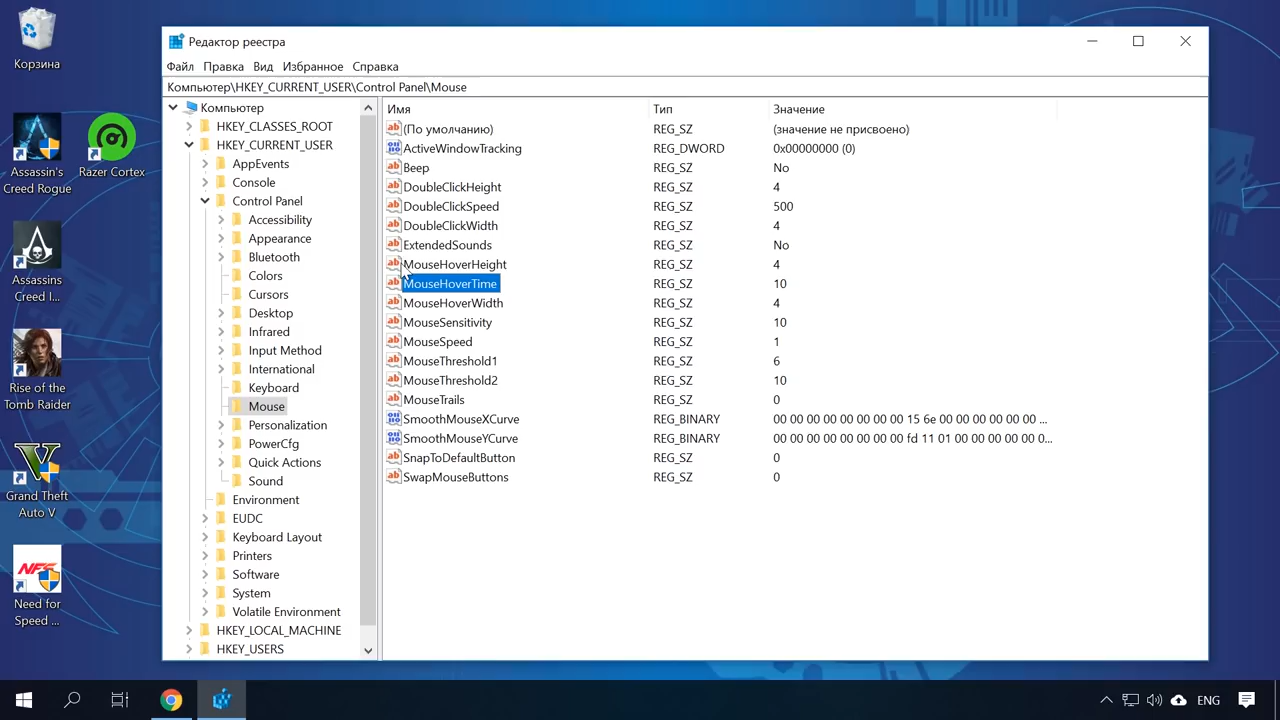 Корзина
Assassin's
Creed Rogue
Razer Cortex
Assassins
Creed I...
Rise of the
Tomb Raider
Grand Theft
Auto V
NFS
Need for
Speed ...
Редактор реестра
Файл Правка Вид Избранное Справка
Компьютер\HKEY_CURRENT_USER\Control Panel\Mouse
Компьютер
HKEY_CLASSES_ROOT
HKEY_CURRENT_USER
AppEvents
Console
Control Panel
Accessibility
Appearance
Bluetooth
Colors
Cursors
Desktop
Infrared
Input Method
International
Keyboard
Mouse
Personalization
PowerCfg
Quick Actions
Sound
Environment
EUDC
Keyboard Layout
Printers
Software
System
Volatile Environment
HKEY_LOCAL_MACHINE
HKEY_USERS
Имя Тип Значение
(По умолчанию) REG_SZ (значение не присвоено)
ActiveWindowTracking REG_DWORD 0x00000000 (0)
Beep REG_SZ No
DoubleClickHeight REG_SZ 4
DoubleClickSpeed REG_SZ 500
DoubleClickWidth REG_SZ 4
ExtendedSounds REG_SZ No
MouseHoverHeight REG_SZ 4
MouseHoverTime REG_SZ 10
MouseHoverWidth REG_SZ 4
MouseSensitivity REG_SZ 10
MouseSpeed REG_SZ 1
MouseThreshold1 REG_SZ 6
MouseThreshold2 REG_SZ 10
MouseTrails REG_SZ 0
SmoothMouseXCurve REG_BINARY 00 00 00 00 00 00 00 00 15 6e 00 00 00 00 00 00 ...
SmoothMouseYCurve REG_BINARY 00 00 00 00 00 00 00 00 fd 11 01 00 00 00 00 00 0...
SnapToDefaultButton REG_SZ 0
SwapMouseButtons REG_SZ 0
ENG